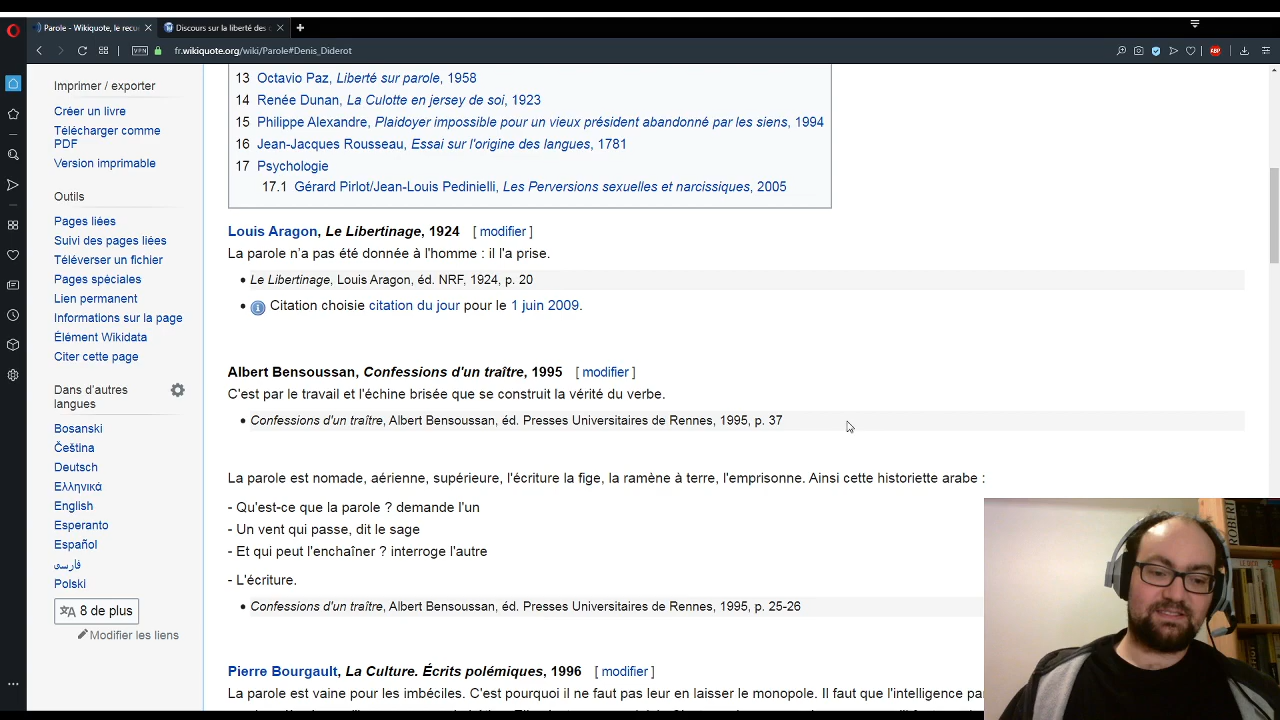 Parole - Wikiquote, le recu
Discours sur la liberté des
VPN
fr.wikiquote.org/wiki/Parole#Denis_Diderot
ABP
Imprimer / exporter
Créer un livre
Télécharger comme
PDF
Version imprimable
Outils
Pages liées
Suivi des pages liées
Téléverser un fichier
Pages spéciales
Lien permanent
Informations sur la page
Élément Wikidata
Citer cette page
Dans d'autres
langues
Bosanski
Čeština
Deutsch
Ελληνικά
English
Esperanto
Español
فارسی
Polski
8 de plus
Modifier les liens
13 Octavio Paz, Liberté sur parole, 1958
14 Renée Dunan, La Culotte en jersey de soi, 1923
15 Philippe Alexandre, Plaidoyer impossible pour un vieux président abandonné par les siens, 1994
16 Jean-Jacques Rousseau, Essai sur l'origine des langues, 1781
17 Psychologie
17.1 Gérard Pirlot/Jean-Louis Pedinielli, Les Perversions sexuelles et narcissiques, 2005
Louis Aragon, Le Libertinage, 1924 [ modifier ]
La parole n'a pas été donnée à l'homme : il l'a prise.
• Le Libertinage, Louis Aragon, éd. NRF, 1924, p. 20
• Citation choisie citation du jour pour le 1 juin 2009.
Albert Bensoussan, Confessions d'un traître, 1995 [ modifier ]
C'est par le travail et l'échine brisée que se construit la vérité du verbe.
• Confessions d'un traître, Albert Bensoussan, éd. Presses Universitaires de Rennes, 1995, p. 37
La parole est nomade, aérienne, supérieure, l'écriture la fige, la ramène à terre, l'emprisonne. Ainsi cette historiette arabe :
- Qu'est-ce que la parole ? demande l'un
- Un vent qui passe, dit le sage
- Et qui peut l'enchaîner ? interroge l'autre
- L'écriture.
• Confessions d'un traître, Albert Bensoussan, éd. Presses Universitaires de Rennes, 1995, p. 25-26
Pierre Bourgault, La Culture. Écrits polémiques, 1996 [ modifier ]
La parole est vaine pour les imbéciles. C'est pourquoi il ne faut pas leur en laisser le monopole. Il faut que l'intelligence pa
ROBERT